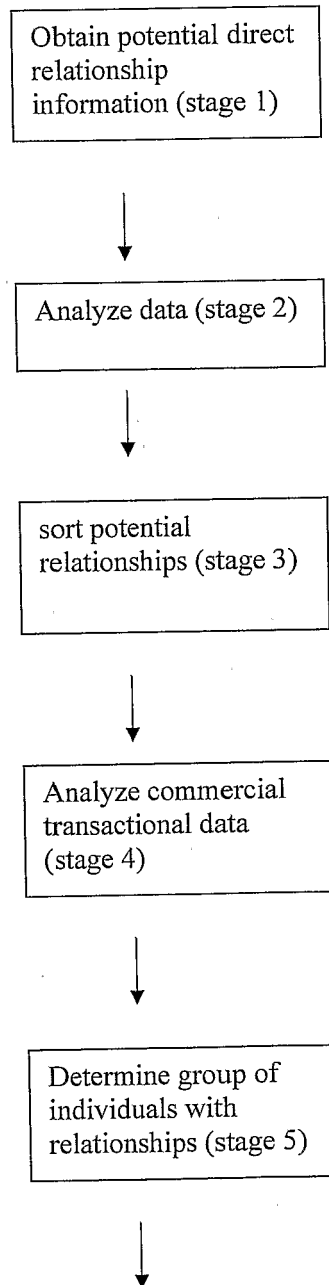 Obtain potential direct
relationship
information (stage 1)
Analyze data (stage 2)
sort potential
relationships (stage 3)
Analyze commercial
transactional data
(stage 4)
Determine group of
individuals with
relationships (stage 5)